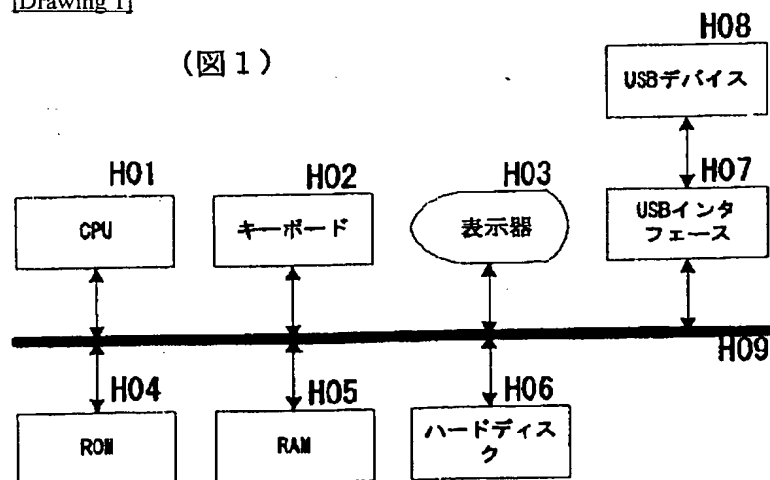 [Drawing 1]
(図1)
H08
USBデバイス
H01
H02
H03
H07
CPU
キーボード
表示器
USBインタ
フェース
H09
H04
H05
H06
ROM
RAM
ハードディス
ク